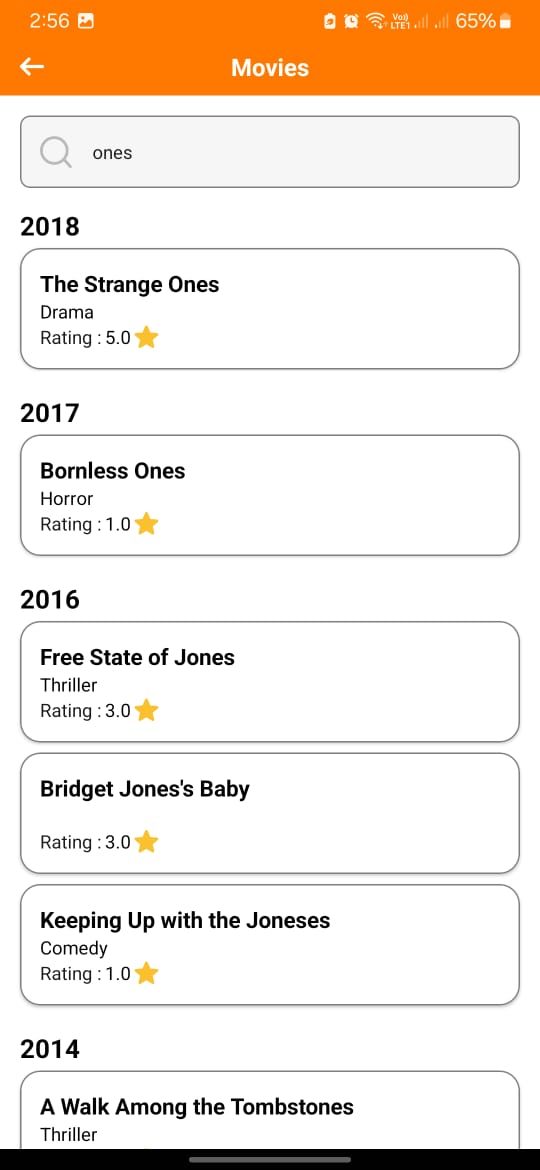 2:56 Vo)) LTE1 65%
Movies
ones
2018
The Strange Ones
Drama
Rating : 5.0
2017
Bornless Ones
Horror
Rating : 1.0
2016
Free State of Jones
Thriller
Rating : 3.0
Bridget Jones's Baby
Rating : 3.0
Keeping Up with the Joneses
Comedy
Rating : 1.0
2014
A Walk Among the Tombstones
Thriller